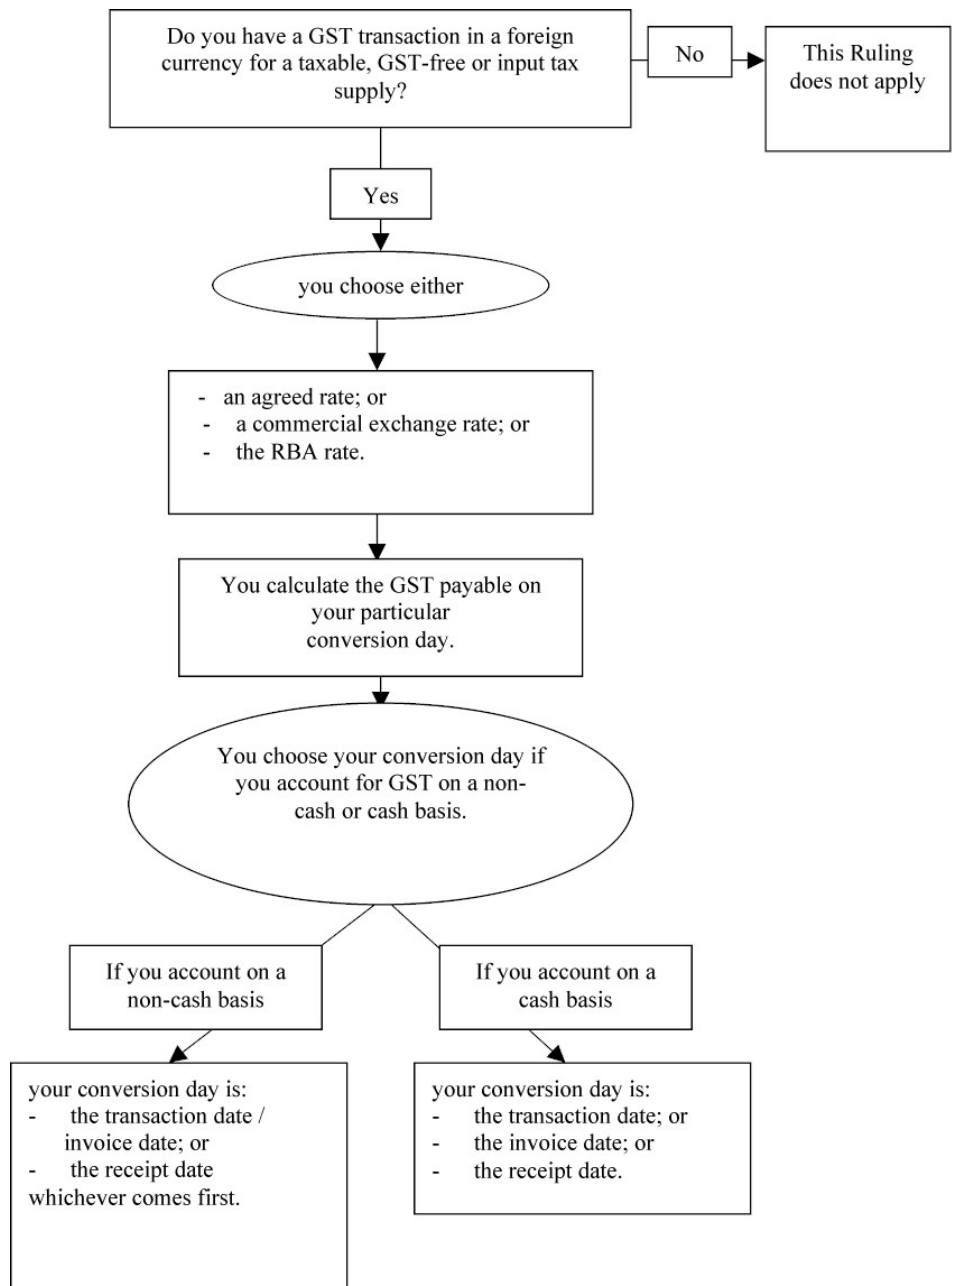 Do you have a GST transaction in a foreign
currency for a taxable, GST-free or input tax
supply?
No
This Ruling
does not apply
Yes
you choose either
- an agreed rate; or
- a commercial exchange rate; or
- the RBA rate.
You calculate the GST payable on
your particular
conversion day.
You choose your conversion day if
you account for GST on a non-
cash or cash basis.
If you account on a
non-cash basis
If you account on a
cash basis
your conversion day is:
- the transaction date /
invoice date; or
- the receipt date
whichever comes first.
your conversion day is:
- the transaction date; or
- the invoice date; or
- the receipt date.